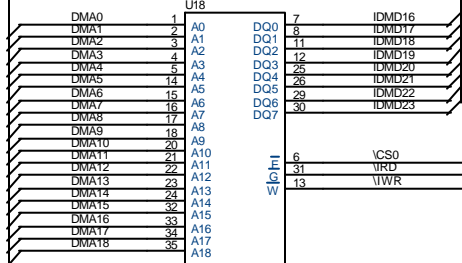 U18
DMA0 1 A0 DQ0 7 IDMD16
DMA1 2 A1 DQ1 8 IDMD17
DMA2 3 A2 DQ2 11 IDMD18
DMA3 4 A3 DQ3 12 IDMD19
DMA4 5 A4 DQ4 25 IDMD20
DMA5 14 A5 DQ5 26 IDMD21
DMA6 15 A6 DQ6 29 IDMD22
DMA7 16 A7 DQ7 30 IDMD23
DMA8 17 A8
DMA9 18 A9
DMA10 20 A10
DMA11 21 A11 E 6 \CS0
DMA12 22 A12 G 31 \IRD
DMA13 23 A13 W 13 \IWR
DMA14 24 A14
DMA15 32 A15
DMA16 33 A16
DMA17 34 A17
DMA18 35 A18